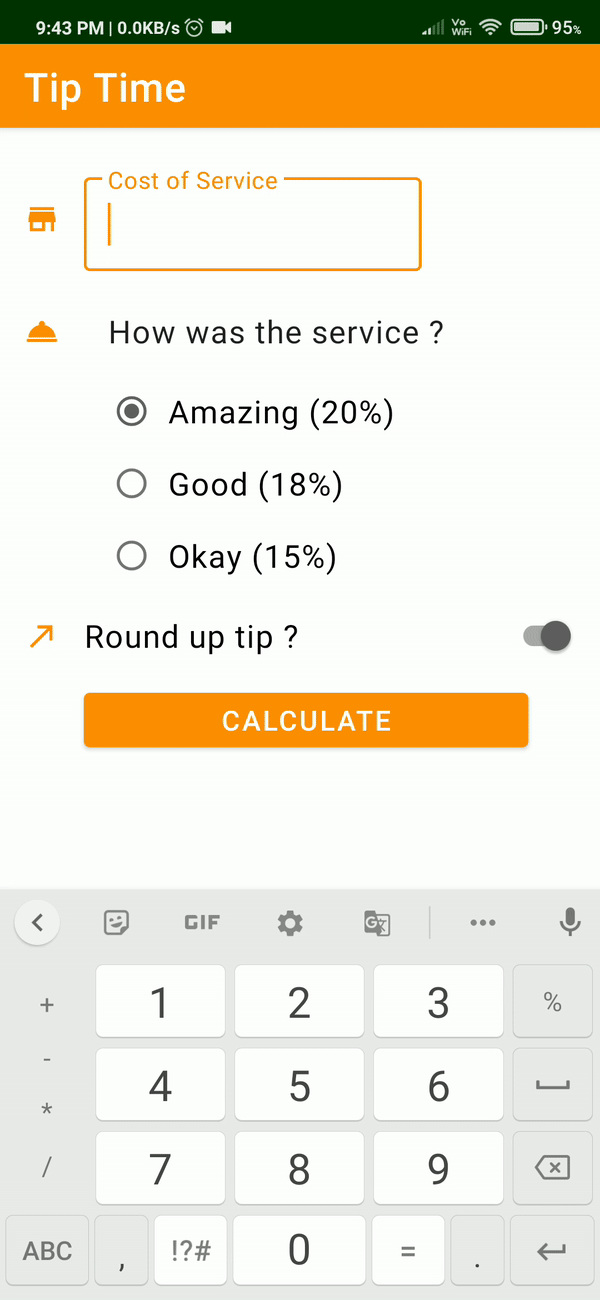 9:43 PM | 0.0KB/s Vo WiFi 95%
Tip Time
Cost of Service
How was the service ?
Amazing (20%)
Good (18%)
Okay (15%)
Round up tip ?
CALCULATE
GIF G
+ 1 2 3 %
- 4 5 6
*
/ 7 8 9
ABC , !?# 0 = .